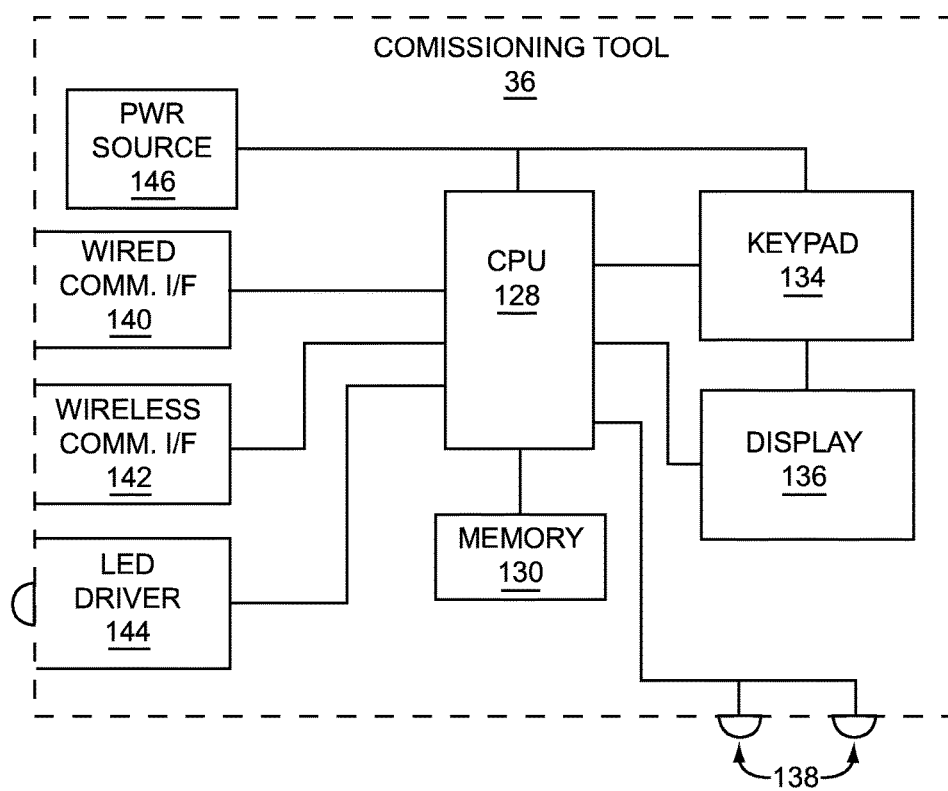 COMISSIONING TOOL
36
PWR
SOURCE
146
WIRED
COMM. I/F
140
WIRELESS
COMM. I/F
142
LED
DRIVER
144
CPU
128
MEMORY
130
KEYPAD
134
DISPLAY
136
138